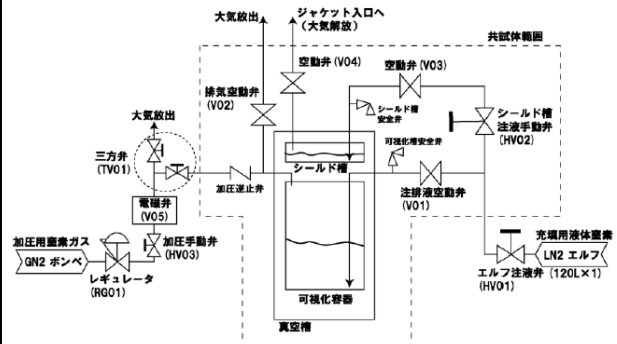 大気放出
ジャケット入口へ
（大気解放）
共試体範囲
空動弁(V04)
空動弁(V03)
排気空動弁
(V02)
シールド槽
安全弁
シールド槽
注液手動弁
(HV02)
大気放出
可視化槽安全弁
三方弁
(TV01)
シールド槽
加圧逆止弁
注排液空動弁
(V01)
電磁弁
(V05)
加圧用窒素ガス
GN2 ボンベ
加圧手動弁
(HV03)
充填用液体窒素
LN2 エルフ
(120L×1)
レギュレータ
(RG01)
エルフ注液弁
(HV01)
可視化容器
真空槽